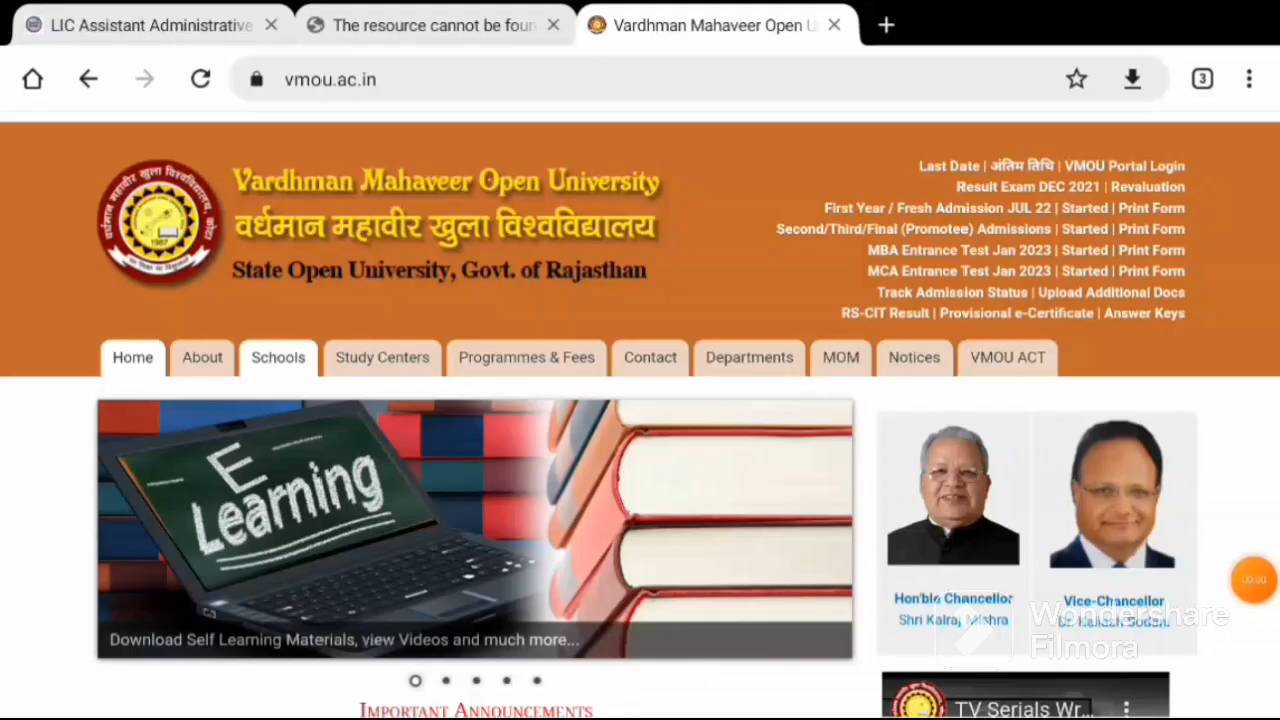 LIC Assistant Administrative
The resource cannot be foun
Vardhman Mahaveer Open U
vmou.ac.in
3
Vardhman Mahaveer Open University
वर्धमान महावीर खुला विश्वविद्यालय
State Open University, Govt. of Rajasthan
1987
Last Date | अंतिम तिथि | VMOU Portal Login
Result Exam DEC 2021 | Revaluation
First Year / Fresh Admission JUL 22 | Started | Print Form
Second/Third/Final (Promotee) Admissions | Started | Print Form
MBA Entrance Test Jan 2023 | Started | Print Form
MCA Entrance Test Jan 2023 | Started | Print Form
Track Admission Status | Upload Additional Docs
RS-CIT Result | Provisional e-Certificate | Answer Keys
Home About Schools Study Centers Programmes & Fees Contact Departments MOM Notices VMOU ACT
E
Learning
Download Self Learning Materials, view Videos and much more...
Hon'ble Chancellor
Shri Kalraj Mishra
Vice-Chancellor
00:00
Wondershare
Filmora
Important Announcements
TV Serials Wr...